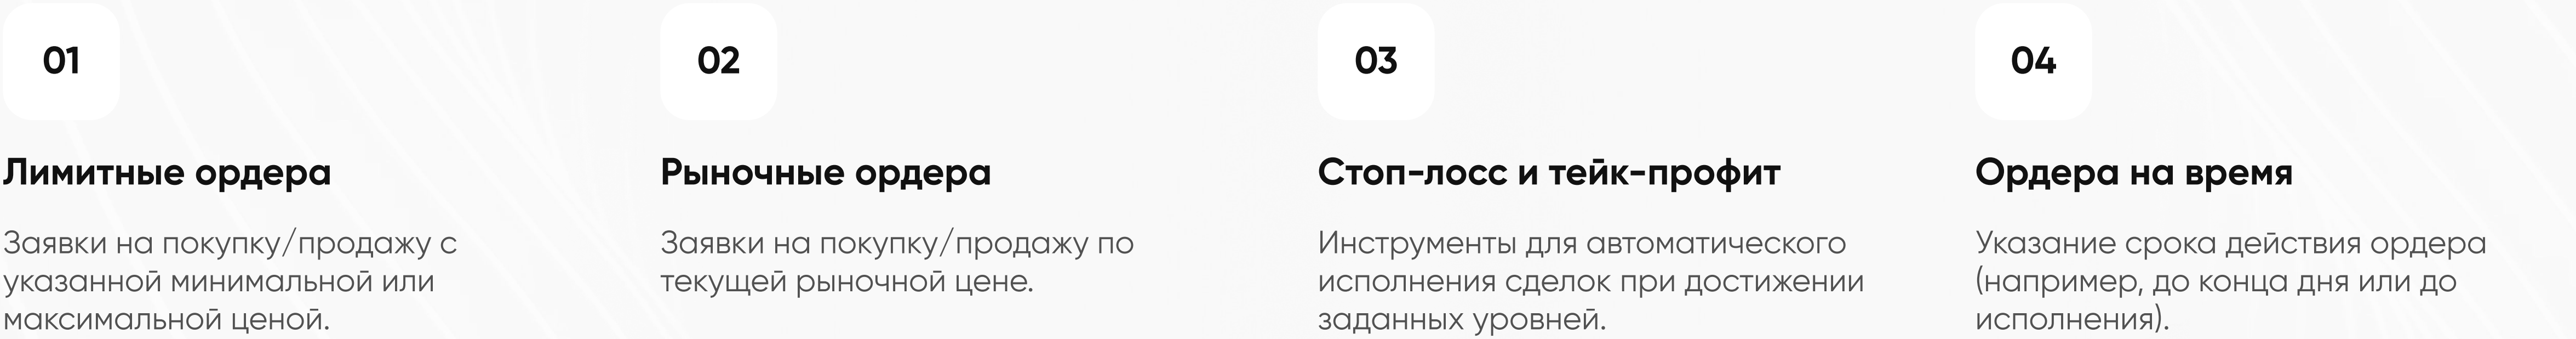 01
Лимитные ордера
Заявки на покупку/продажу с
указанной минимальной или
максимальной ценой.
02
Рыночные ордера
Заявки на покупку/продажу по
текущей рыночной цене.
03
Стоп-лосс и тейк-профит
Инструменты для автоматического
исполнения сделок при достижении
заданных уровней.
04
Ордера на время
Указание срока действия ордера
(например, до конца дня или до
исполнения).